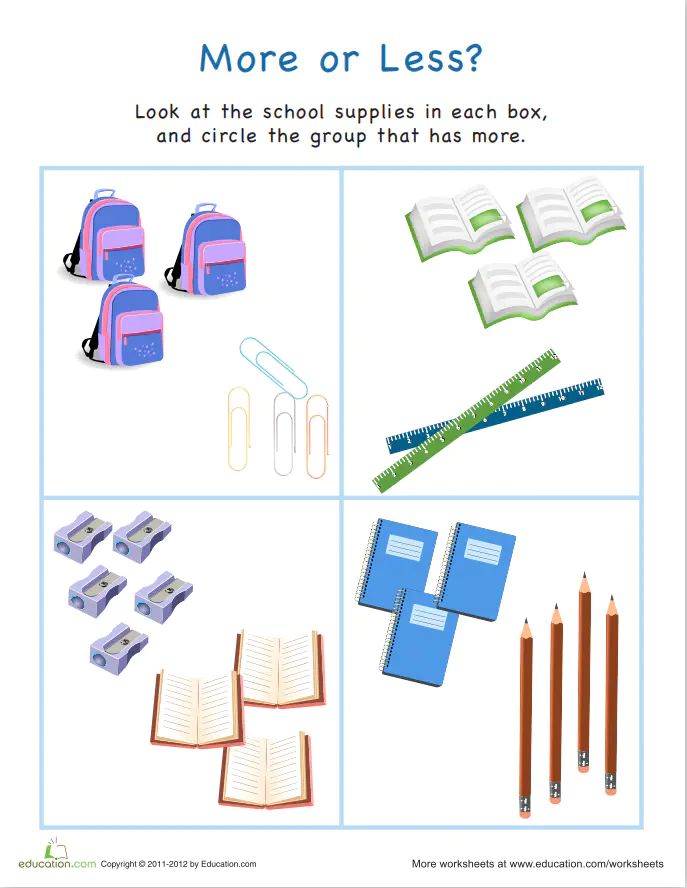 More or Less?
Look at the school supplies in each box,
and circle the group that has more.
education.com Copyright © 2011-2012 by Education.com
More worksheets at www.education.com/worksheets